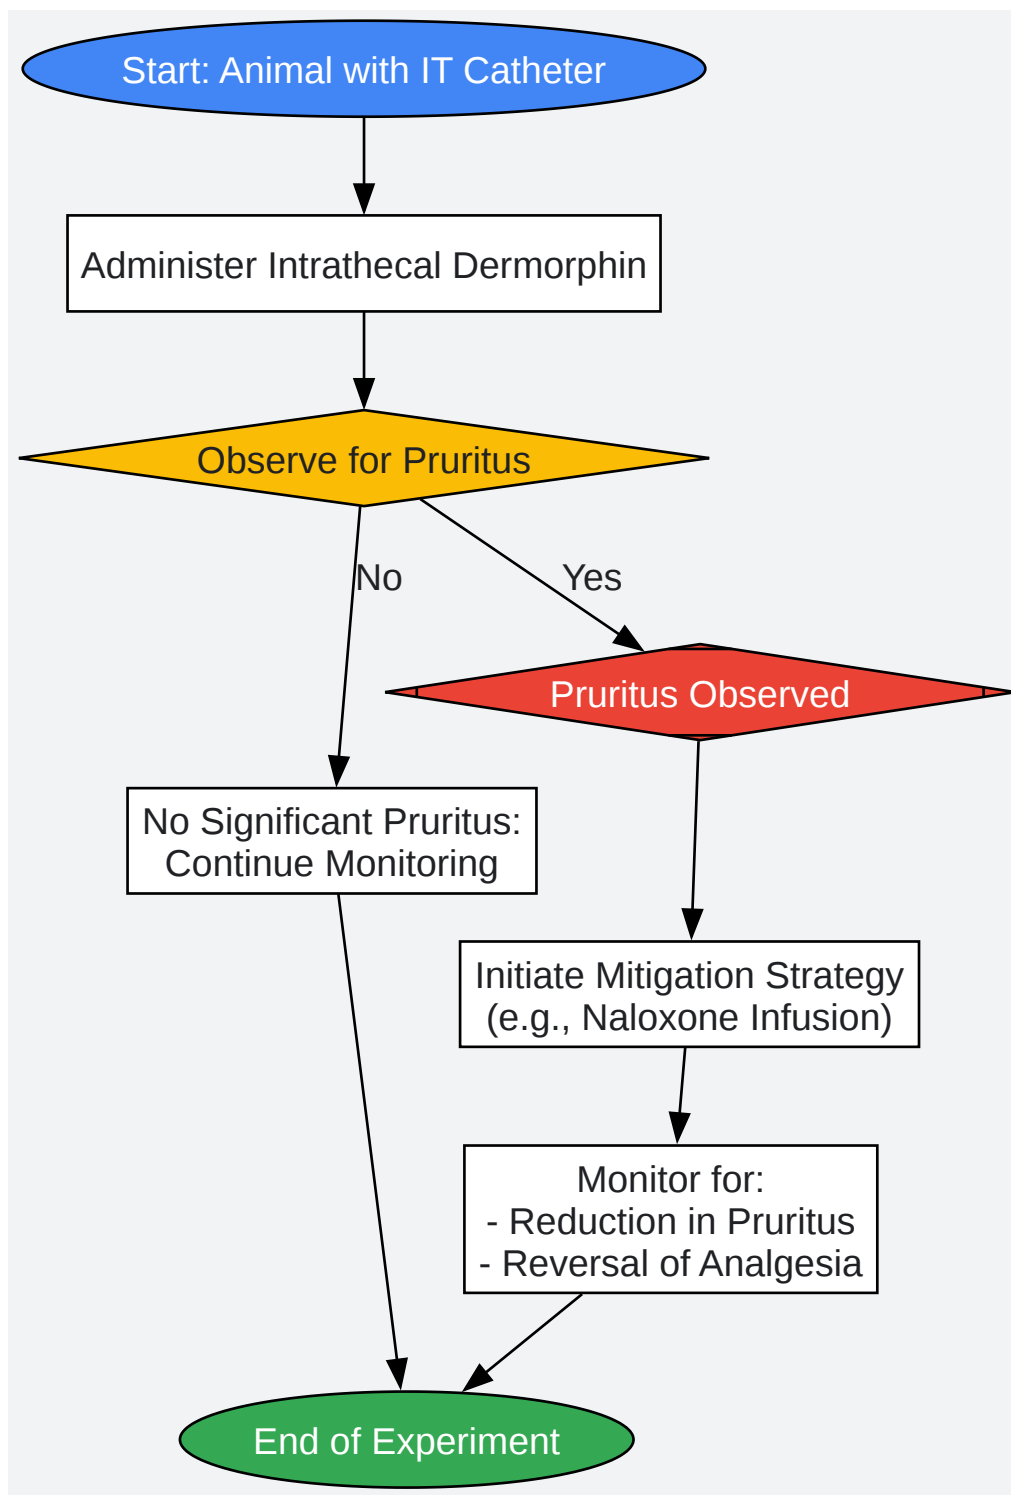 Start: Animal with IT Catheter
Administer Intrathecal Dermorphin
Observe for Pruritus
No
Yes
Pruritus Observed
No Significant Pruritus:
Continue Monitoring
Initiate Mitigation Strategy
(e.g., Naloxone Infusion)
Monitor for:
- Reduction in Pruritus
- Reversal of Analgesia
End of Experiment